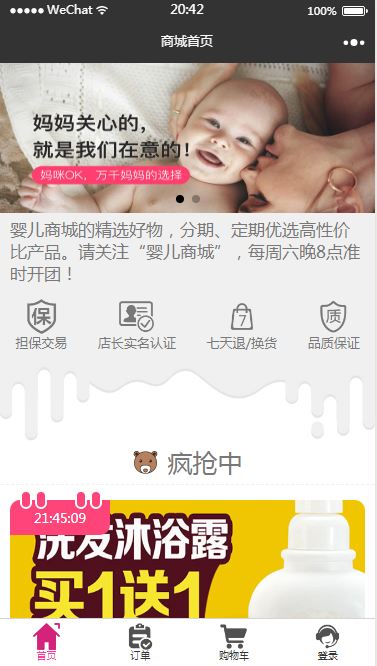 ●●●●● WeChat 20:42 100%
商城首页
妈妈关心的，
就是我们在意的！
妈咪OK，万千妈妈的选择
婴儿商城的精选好物，分期、定期优选高性价
比产品。请关注“婴儿商城”，每周六晚8点准
时开团！
保 7 质
担保交易 店长实名认证 七天退/换货 品质保证
疯抢中
21:45:09
洗发沐浴露
买1送1
首页 订单 购物车 登录